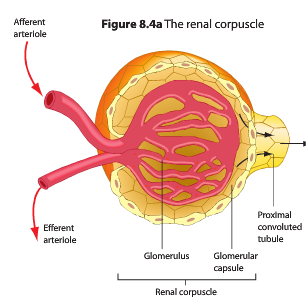 Afferent
arteriole
Figure 8.4a The renal corpuscle
Efferent
arteriole
Glomerulus
Glomerular
capsule
Proximal
convoluted
tubule
Renal corpuscle